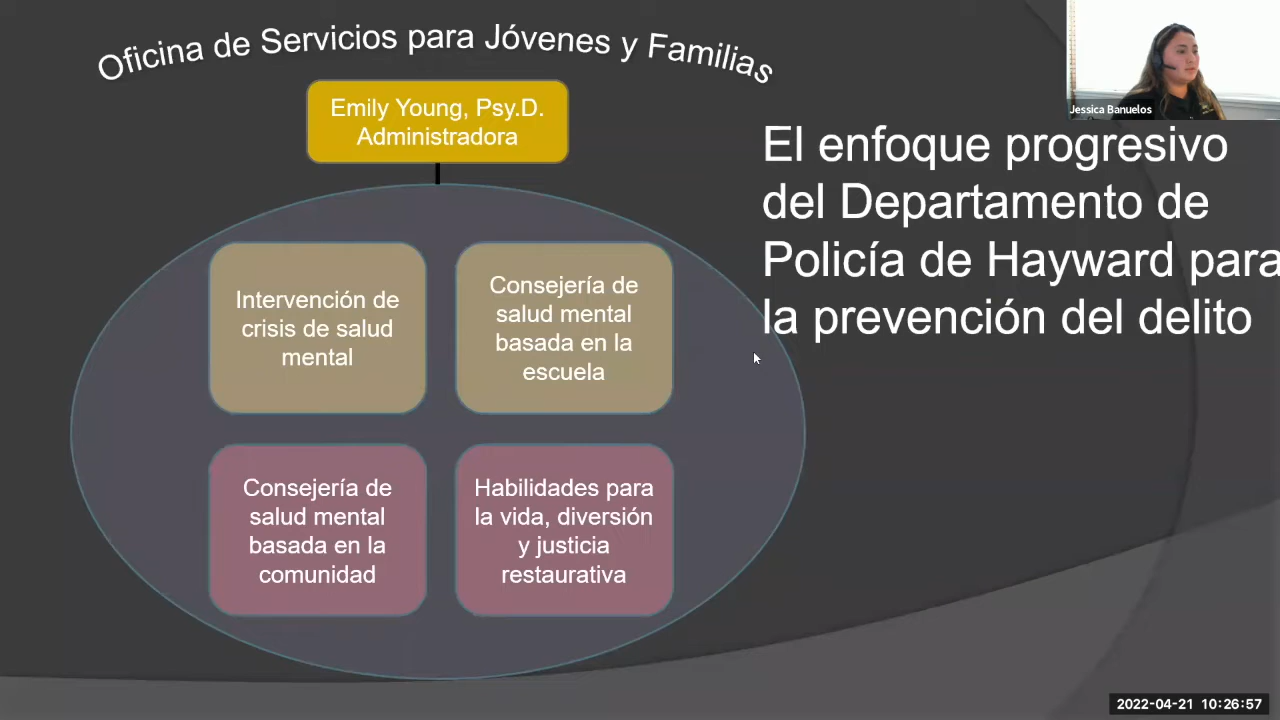 Oficina de Servicios para Jóvenes y Familias
Emily Young, Psy.D.
Administradora
Intervención de
crisis de salud
mental
Consejería de
salud mental
basada en la
escuela
Consejería de
salud mental
basada en la
comunidad
Habilidades para
la vida, diversión
y justicia
restaurativa
Jessica Banuelos
El enfoque progresivo
del Departamento de
Policía de Hayward para
la prevención del delito
2022-04-21 10:26:57